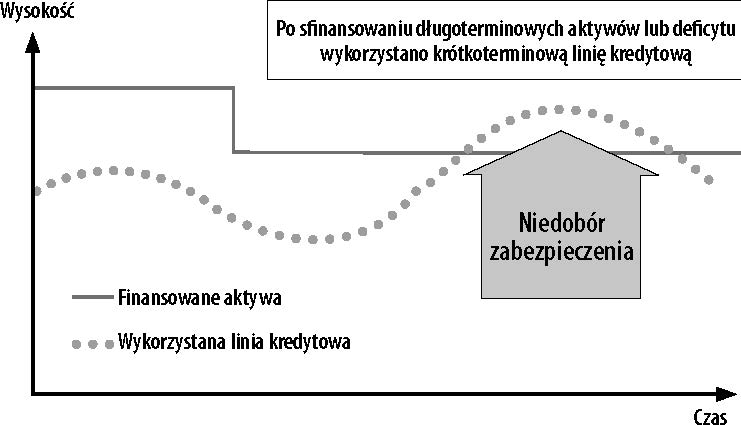 Wysokość
Po sfinansowaniu długoterminowych aktywów lub deficytu
wykorzystano krótkoterminową linię kredytową
Niedobór
zabezpieczenia
Finansowane aktywa
Wykorzystana linia kredytowa
Czas